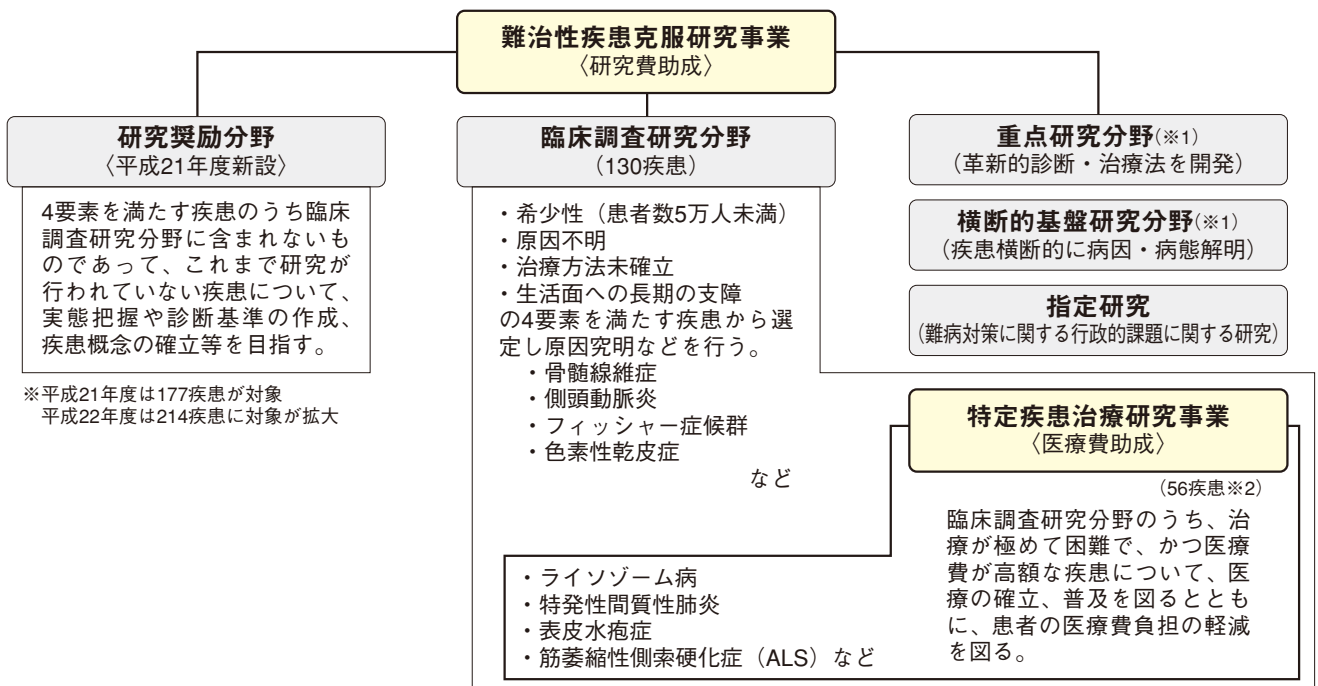 難治性疾患克服研究事業
〈研究費助成〉
研究奨励分野
〈平成21年度新設〉
4要素を満たす疾患のうち臨床
調査研究分野に含まれないも
のであって、これまで研究が
行われていない疾患について、
実態把握や診断基準の作成、
疾患概念の確立等を目指す。
※平成21年度は177疾患が対象
平成22年度は214疾患に対象が拡大
臨床調査研究分野
（130疾患）
・希少性（患者数5万人未満）
・原因不明
・治療方法未確立
・生活面への長期の支障
の4要素を満たす疾患から選
定し原因究明などを行う。
・骨髄線維症
・側頭動脈炎
・フィッシャー症候群
・色素性乾皮症
など
重点研究分野(※1)
（革新的診断・治療法を開発）
横断的基盤研究分野(※1)
（疾患横断的に病因・病態解明）
指定研究
（難病対策に関する行政的課題に関する研究）
特定疾患治療研究事業
〈医療費助成〉
（56疾患※2）
臨床調査研究分野のうち、治
療が極めて困難で、かつ医療
費が高額な疾患について、医
療の確立、普及を図るととも
に、患者の医療費負担の軽減
を図る。
・ライソゾーム病
・特発性間質性肺炎
・表皮水疱症
・筋萎縮性側索硬化症（ALS）など